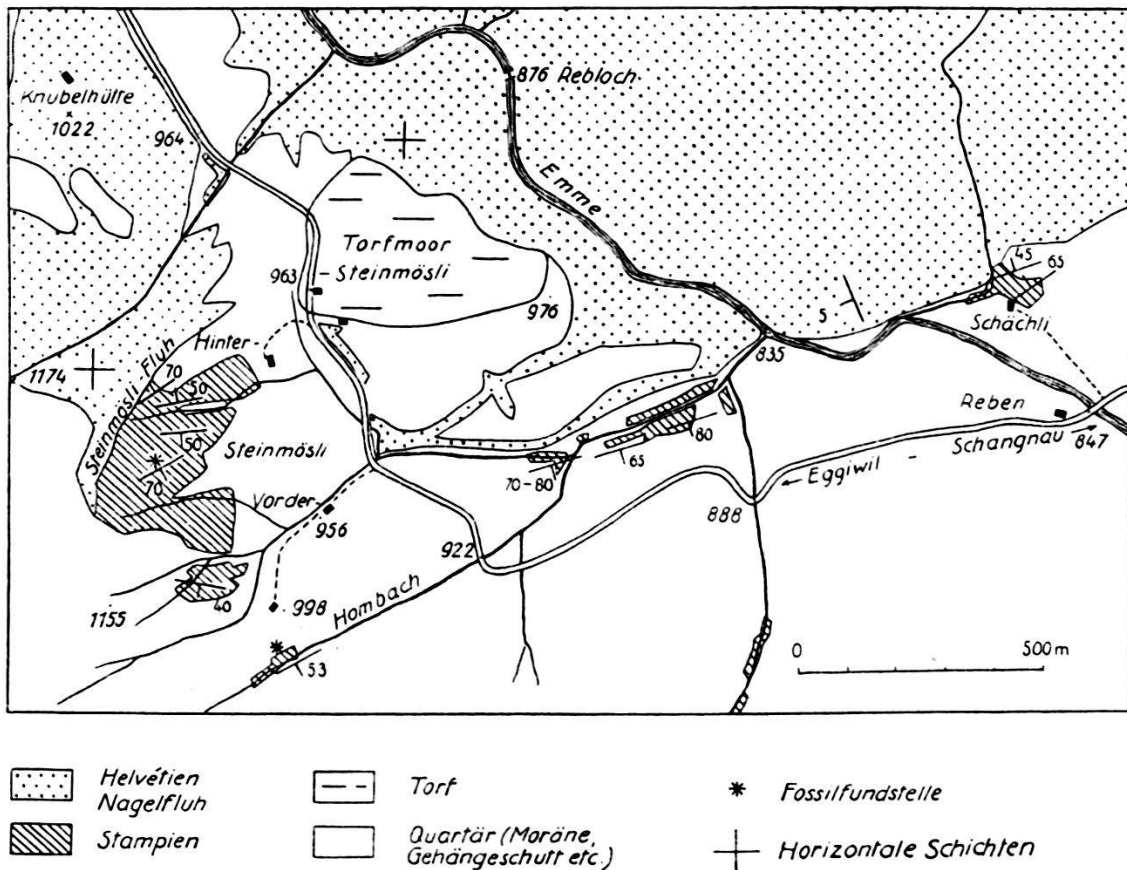 876 Rebloch
Knubelhütte
1022
964
Emme
Torfmoor
Steinmösli
963
976
45
65
5
Schächli
Hinter
835
1174
Steinmösli Fluh
70
50
50
70
Steinmösli
80
65
70-80
Reben
Schangnau
847
Eggiwil -
Vorder
956
888
922
Hombach
1155
40
998
53
0 500m
Helvétien
Nagelfluh
Stampien
Torf
Quartär (Moräne,
Gehängeschutt etc.)
Fossilfundstelle
Horizontale Schichten